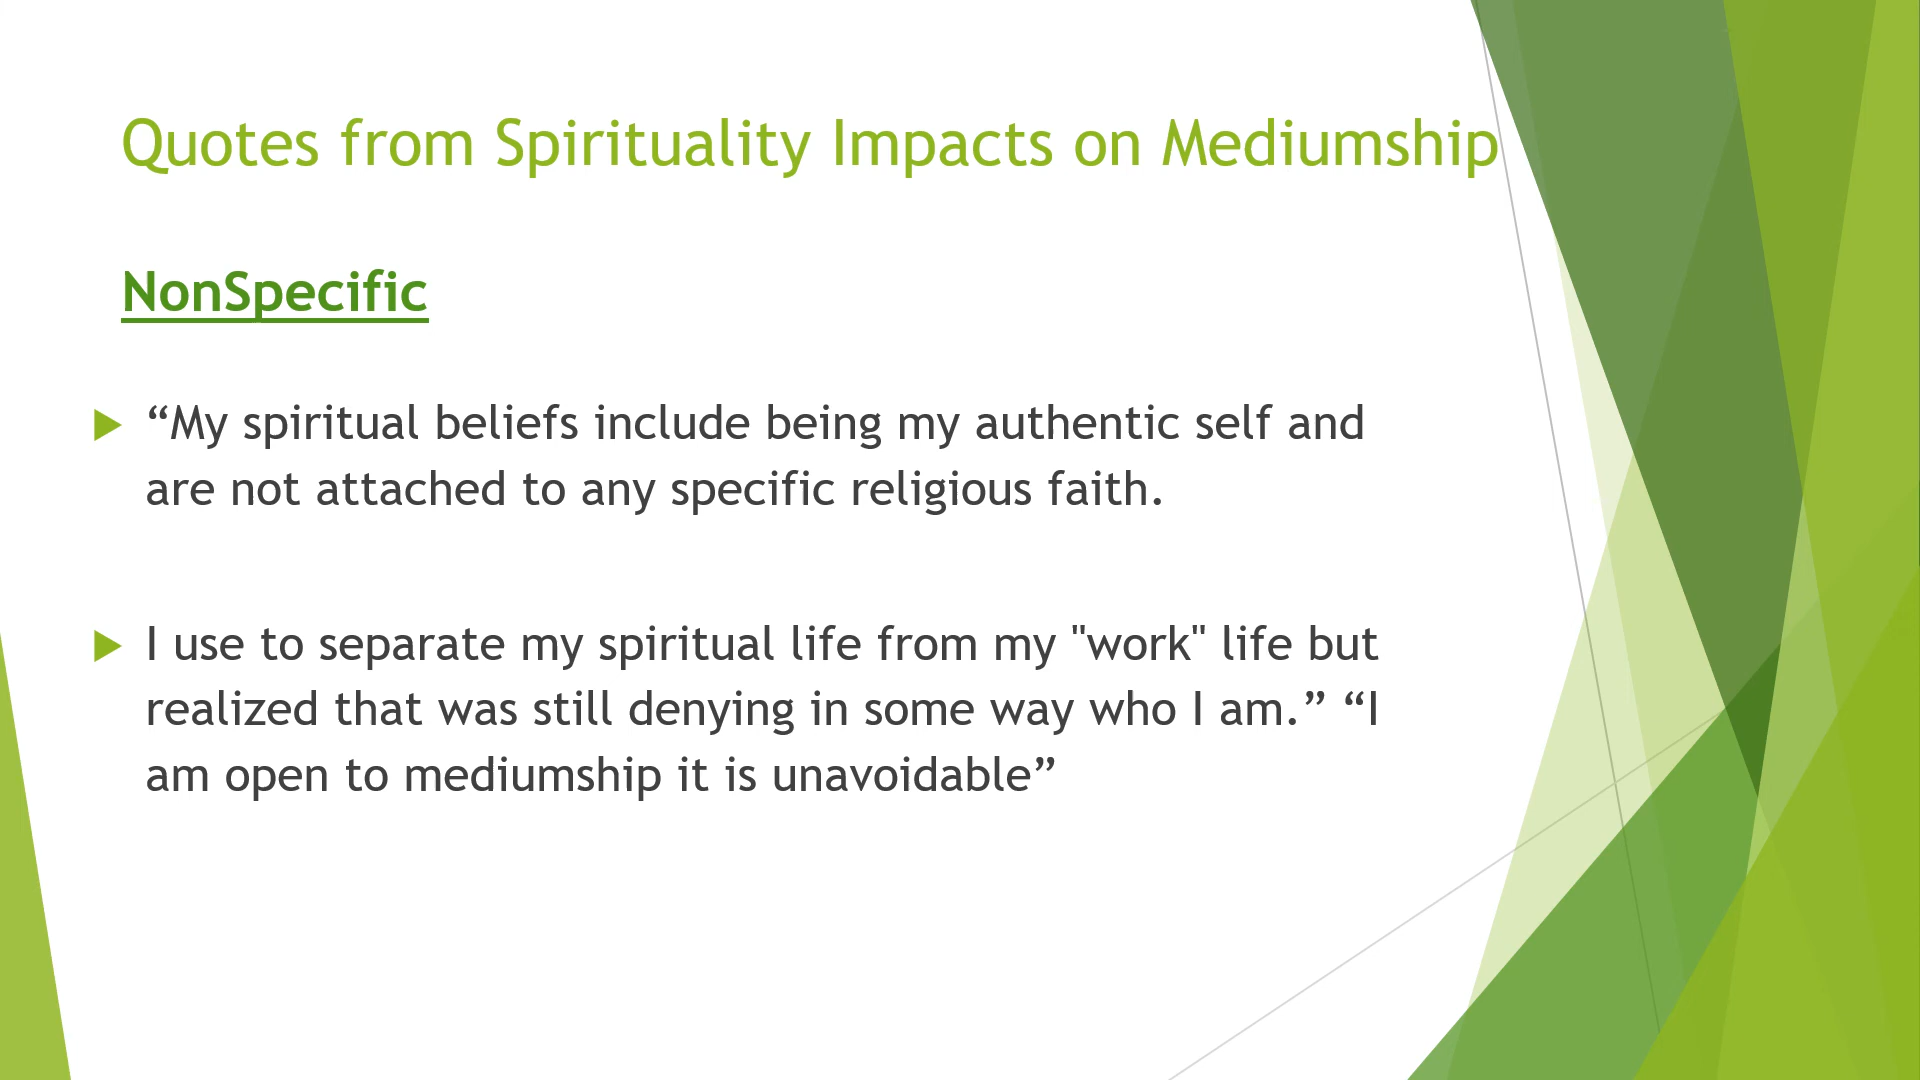 Quotes from Spirituality Impacts on Mediumship
NonSpecific
“My spiritual beliefs include being my authentic self and
are not attached to any specific religious faith.
I use to separate my spiritual life from my "work" life but
realized that was still denying in some way who I am.” “I
am open to mediumship it is unavoidable”